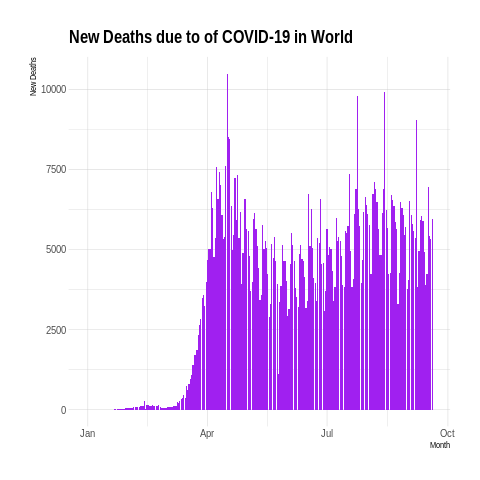 New Deaths due to of COVID-19 in World
New Deaths
10000
7500
5000
2500
0
Jan Apr Jul Oct
Month